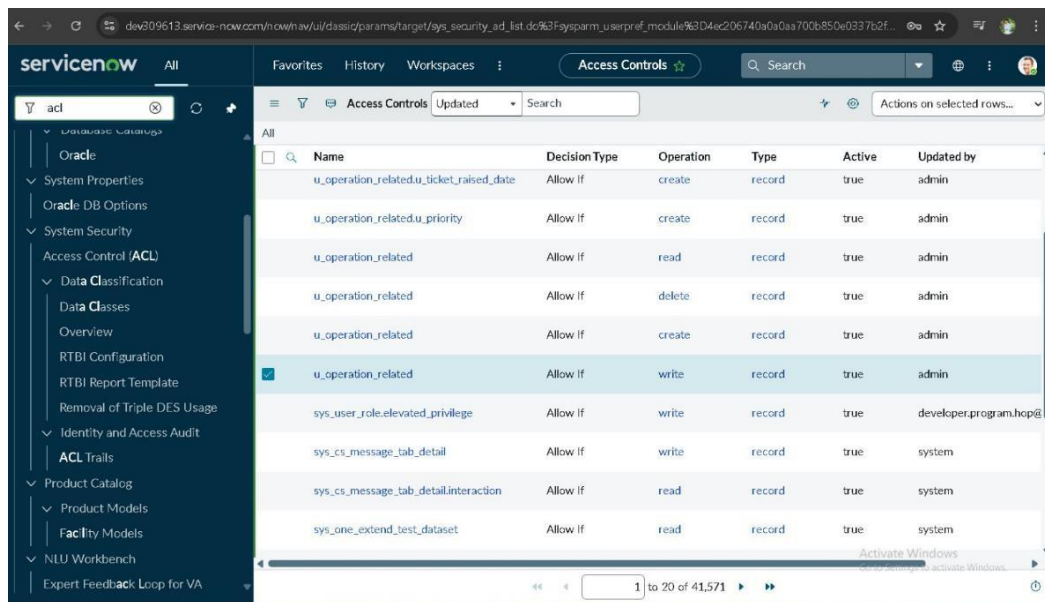 dev309613.service-now.com/now/nav/ui/classic/params/target/sys_security_acl_list.do%3Fsysparm_userpref_module%3D4ec206740a0a0aa700b850e0337b2f...
servicenow All Favorites History Workspaces Access Controls Search
acl Access Controls Updated Search Actions on selected rows...
Database Catalogs
Oracle
System Properties
Oracle DB Options
System Security
Access Control (ACL)
Data Classification
Data Classes
Overview
RTBI Configuration
RTBI Report Template
Removal of Triple DES Usage
Identity and Access Audit
ACL Trails
Product Catalog
Product Models
Facility Models
NLU Workbench
Expert Feedback Loop for VA
All
Name Decision Type Operation Type Active Updated by
u_operation_related.u_ticket_raised_date Allow If create record true admin
u_operation_related.u_priority Allow If create record true admin
u_operation_related Allow If read record true admin
u_operation_related Allow If delete record true admin
u_operation_related Allow If create record true admin
u_operation_related Allow If write record true admin
sys_user_role.elevated_privilege Allow If write record true developer.program.hop@
sys_cs_message_tab_detail Allow If write record true system
sys_cs_message_tab_detail.interaction Allow If read record true system
sys_one_extend_test_dataset Allow If read record true system
Activate Windows
Go to Settings to activate Windows.
1 to 20 of 41,571